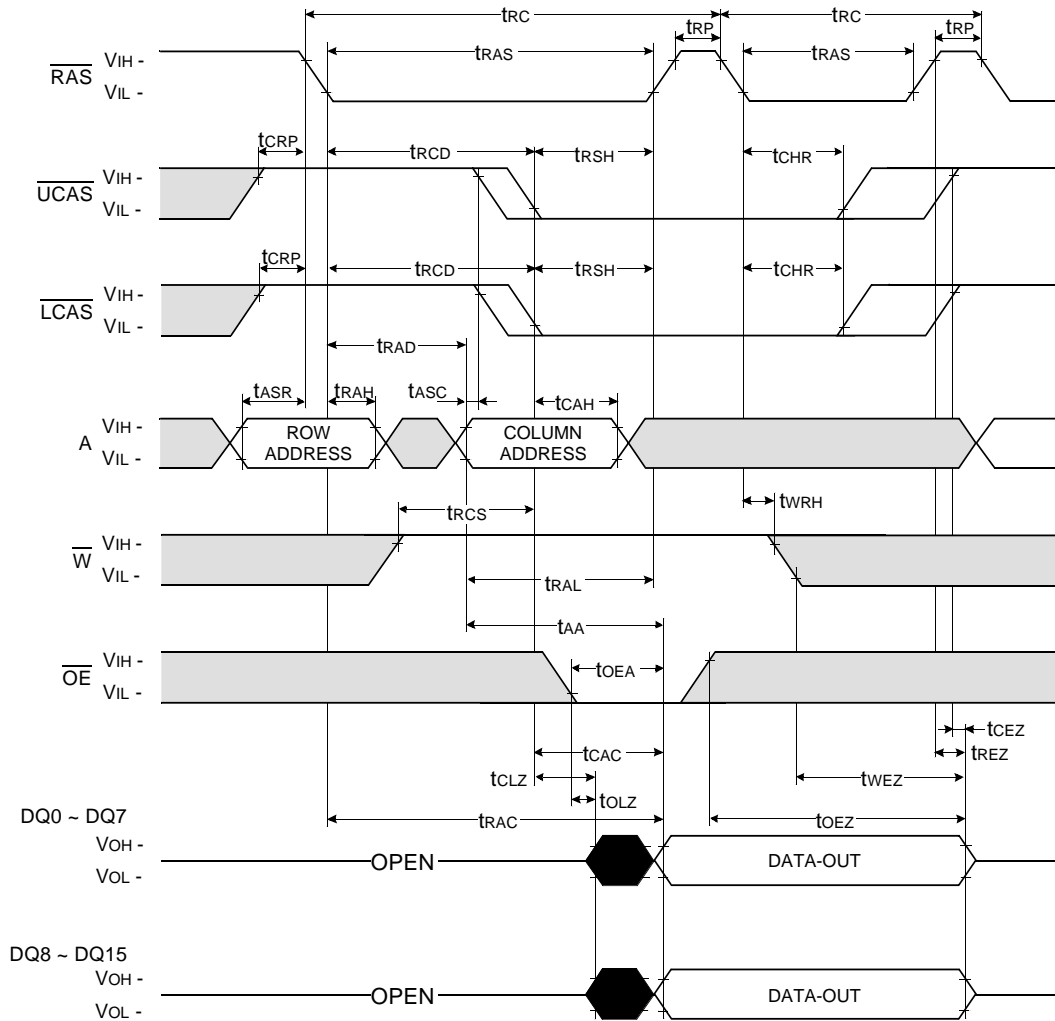 tRC tRC
tRP tRP
RAS VIH - tRAS tRAS
VIL -
tCRP tRCD tRSH tCHR
UCAS VIH -
VIL -
tCRP tRCD tRSH tCHR
LCAS VIH -
VIL -
tRAD
tASR tRAH tASC tCAH
A VIH - ROW ADDRESS COLUMN ADDRESS
VIL -
tRCS tWRH
W VIH -
VIL -
tRAL
tAA
OE VIH - tOEA
VIL -
tCEZ
tCAC tREZ
tCLZ tWEZ
tOLZ
DQ0 ~ DQ7 tRAC tOEZ
VOH -
OPEN DATA-OUT
VOL -
DQ8 ~ DQ15
VOH -
OPEN DATA-OUT
VOL -